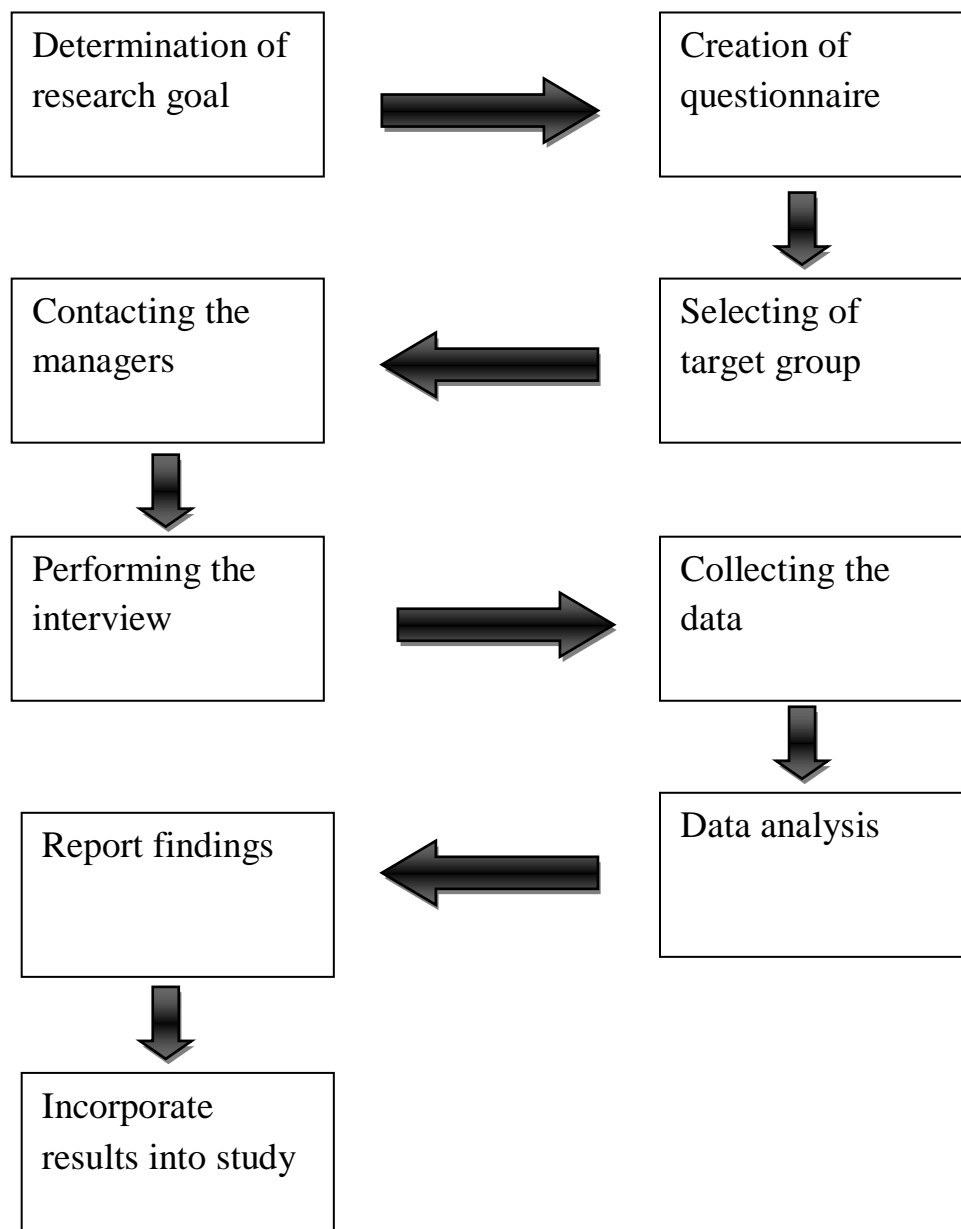 Determination of
research goal
Creation of
questionnaire
Selecting of
target group
Contacting the
managers
Performing the
interview
Collecting the
data
Data analysis
Report findings
Incorporate
results into study